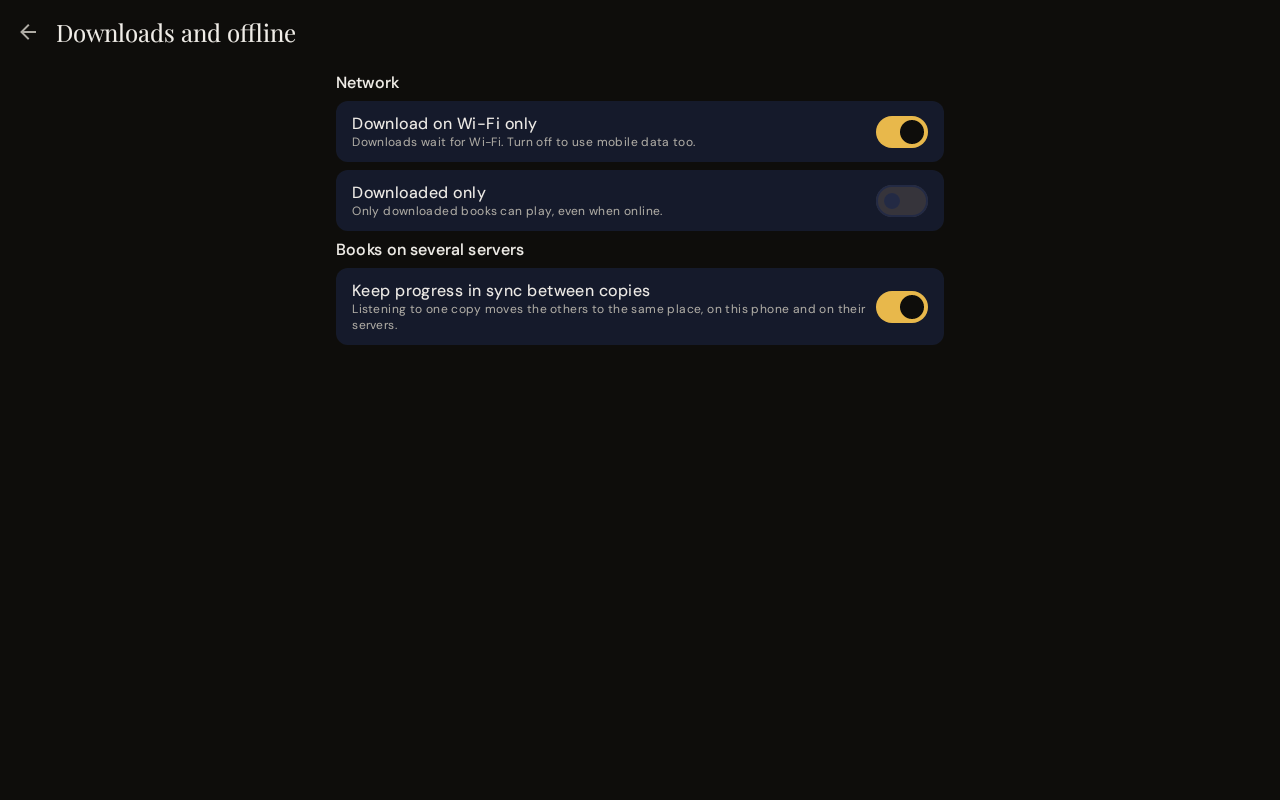 Downloads and offline
Network
Download on Wi-Fi only
Downloads wait for Wi-Fi. Turn off to use mobile data too.
Downloaded only
Only downloaded books can play, even when online.
Books on several servers
Keep progress in sync between copies
Listening to one copy moves the others to the same place, on this phone and on their
servers.